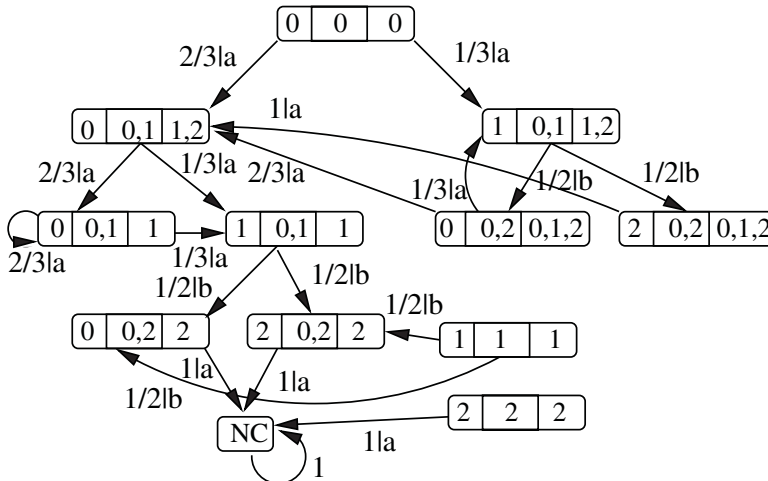 0 0 0
2/3|a 1/3|a
0 0,1 1,2
1|a
1 0,1 1,2
2/3|a 1/3|a 2/3|a 1/3|a 1/2|b 1/2|b
0 0,1 1
1 0,1 1
0 0,2 0,1,2
2 0,2 0,1,2
2/3|a 1/3|a
1/2|b 1/2|b
1/2|b
0 0,2 2
2 0,2 2
1 1 1
1|a 1|a
1/2|b
2 2 2
NC
1|a
1